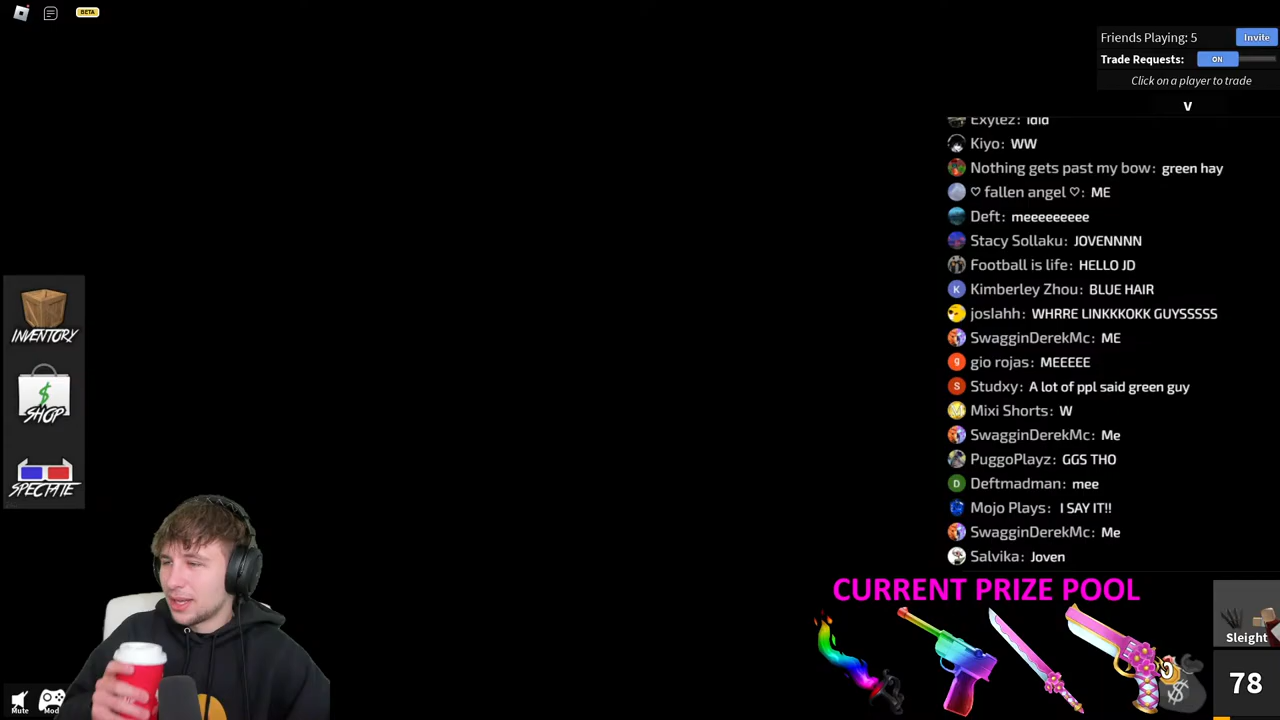 BETA
Friends Playing: 5
Invite
Trade Requests:
ON
Click on a player to trade
v
Exylez: idid
Kiyo: WW
Nothing gets past my bow: green hay
♡ fallen angel ♡: ME
Deft: meeeeeeeee
Stacy Sollaku: JOVENNNN
Football is life: HELLO JD
K Kimberley Zhou: BLUE HAIR
josIahh: WHRRE LINKKKOKK GUYSSSSS
SwagginDerekMc: ME
g gio rojas: MEEEEE
S Studxy: A lot of ppl said green guy
Mixi Shorts: W
SwagginDerekMc: Me
PuggoPlayz: GGS THO
D Deftmadman: mee
Mojo Plays: I SAY IT!!
SwagginDerekMc: Me
Salvika: Joven
INVENTORY
$
SHOP
SPECTATE
CURRENT PRIZE POOL
Sleight
$
78
Mute
Mod